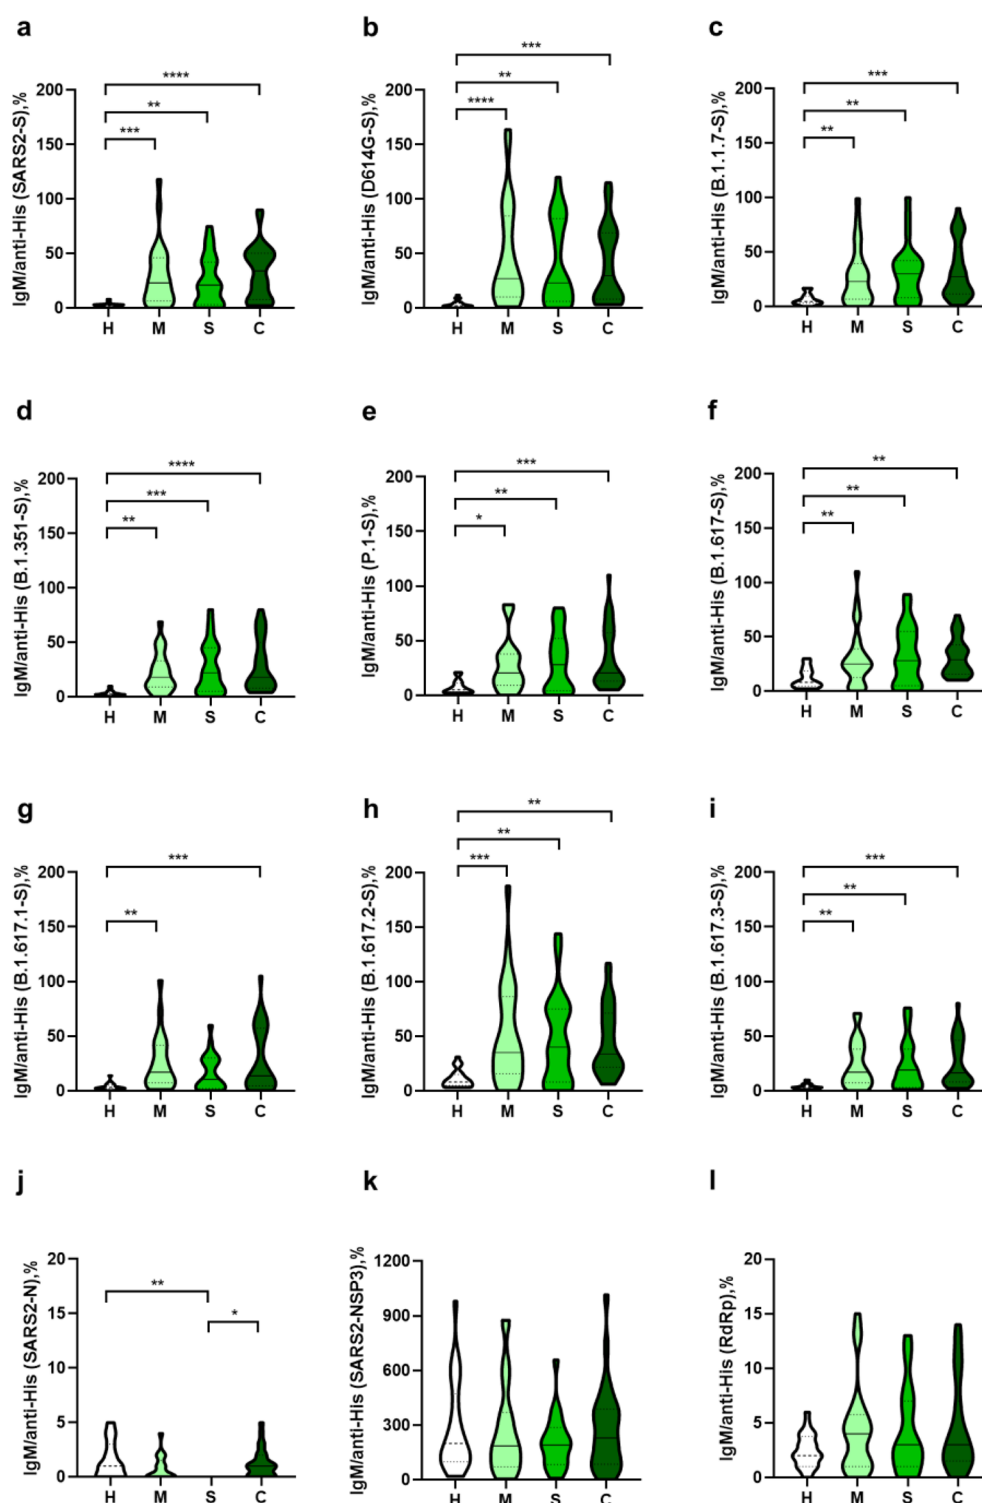 a
b
c
****
**
***
IgM/anti-His (SARS2-S),%
200
150
100
50
0
H M S C
***
**
****
IgM/anti-His (D614G-S),%
200
150
100
50
0
H M S C
***
**
**
IgM/anti-His (B.1.1.7-S),%
200
150
100
50
0
H M S C
d
e
f
****
***
**
IgM/anti-His (B.1.351-S),%
200
150
100
50
0
H M S C
***
**
*
IgM/anti-His (P.1-S),%
200
150
100
50
0
H M S C
**
**
**
IgM/anti-His (B.1.617-S),%
200
150
100
50
0
H M S C
g
h
i
***
**
IgM/anti-His (B.1.617.1-S),%
200
150
100
50
0
H M S C
**
**
***
IgM/anti-His (B.1.617.2-S),%
200
150
100
50
0
H M S C
***
**
**
IgM/anti-His (B.1.617.3-S),%
200
150
100
50
0
H M S C
j
k
l
**
*
IgM/anti-His (SARS2-N),%
20
15
10
5
0
H M S C
IgM/anti-His (SARS2-NSP3),%
1200
900
600
300
0
H M S C
IgM/anti-His (RdRp),%
20
15
10
5
0
H M S C